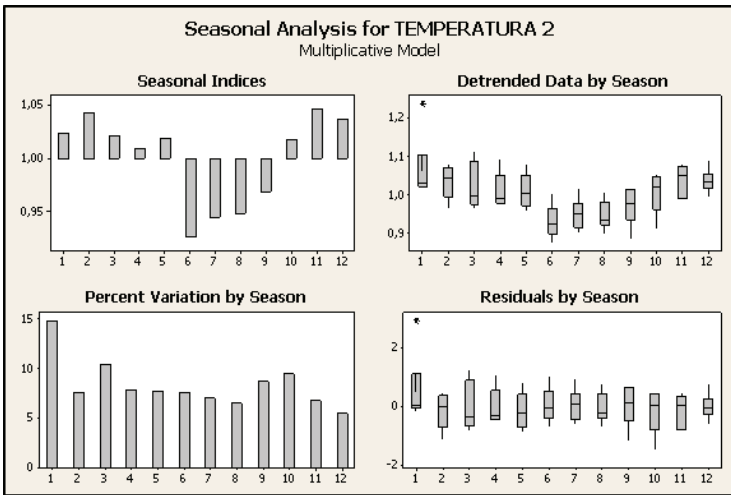 Seasonal Analysis for TEMPERATURA 2
Multiplicative Model
Seasonal Indices
1,05
1,00
0,95
1 2 3 4 5 6 7 8 9 10 11 12
Detrended Data by Season
1,2
1,1
1,0
0,9
1 2 3 4 5 6 7 8 9 10 11 12
Percent Variation by Season
15
10
5
0
1 2 3 4 5 6 7 8 9 10 11 12
Residuals by Season
2
0
-2
1 2 3 4 5 6 7 8 9 10 11 12